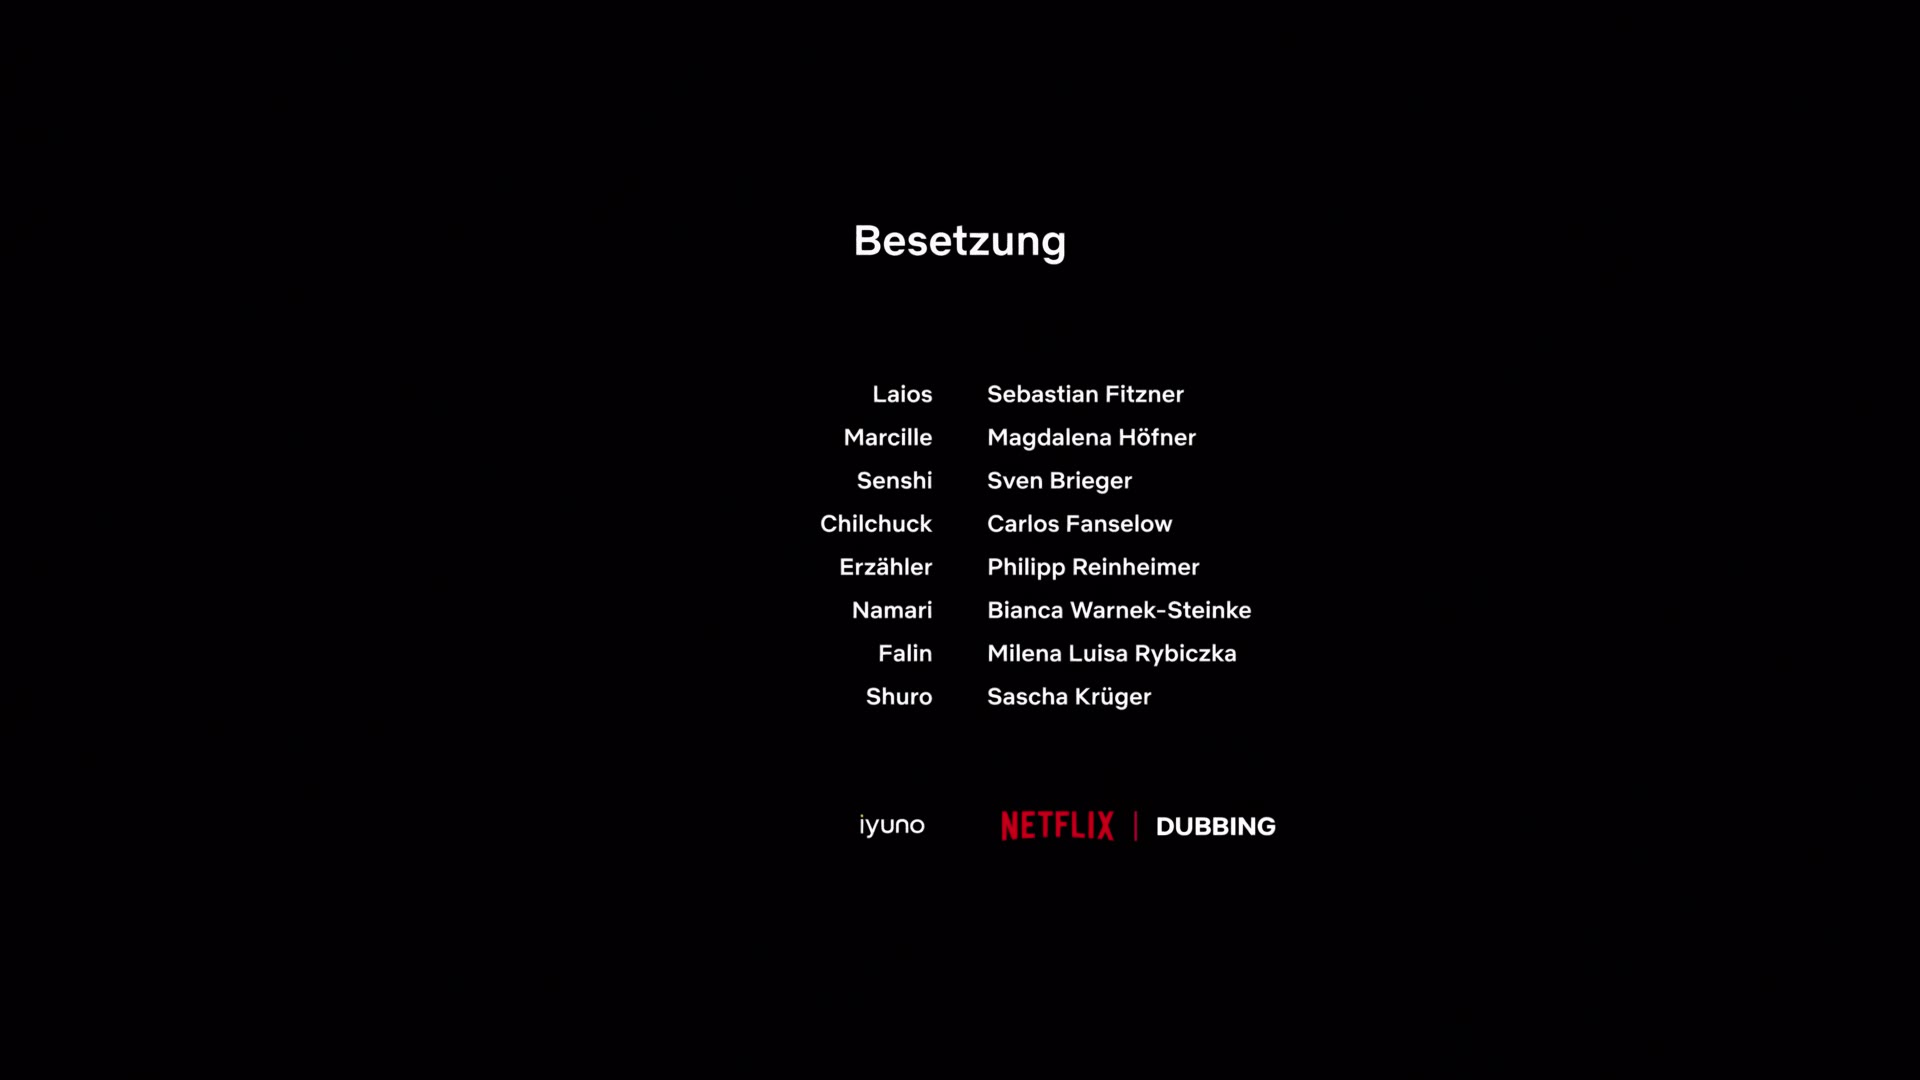 Besetzung
Laios Sebastian Fitzner
Marcille Magdalena Höfner
Senshi Sven Brieger
Chilchuck Carlos Fanselow
Erzähler Philipp Reinheimer
Namari Bianca Warnek-Steinke
Falin Milena Luisa Rybiczka
Shuro Sascha Krüger
iyuno NETFLIX | DUBBING